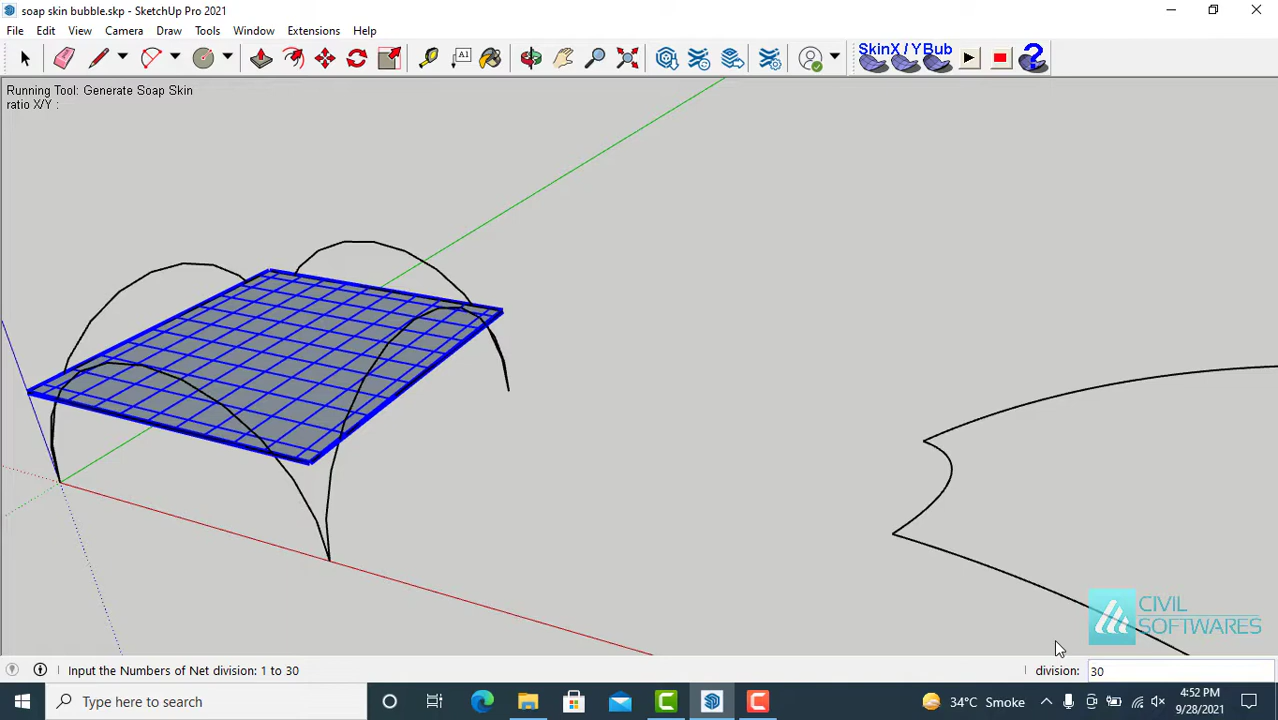 soap skin bubble.skp - SketchUp Pro 2021
File Edit View Camera Draw Tools Window Extensions Help
A1
SkinX / YBub
?
Running Tool: Generate Soap Skin
ratio X/Y :
CIVIL
SOFTWARES
Input the Numbers of Net division: 1 to 30
division: 30
Type here to search
34°C Smoke
4:52 PM
9/28/2021